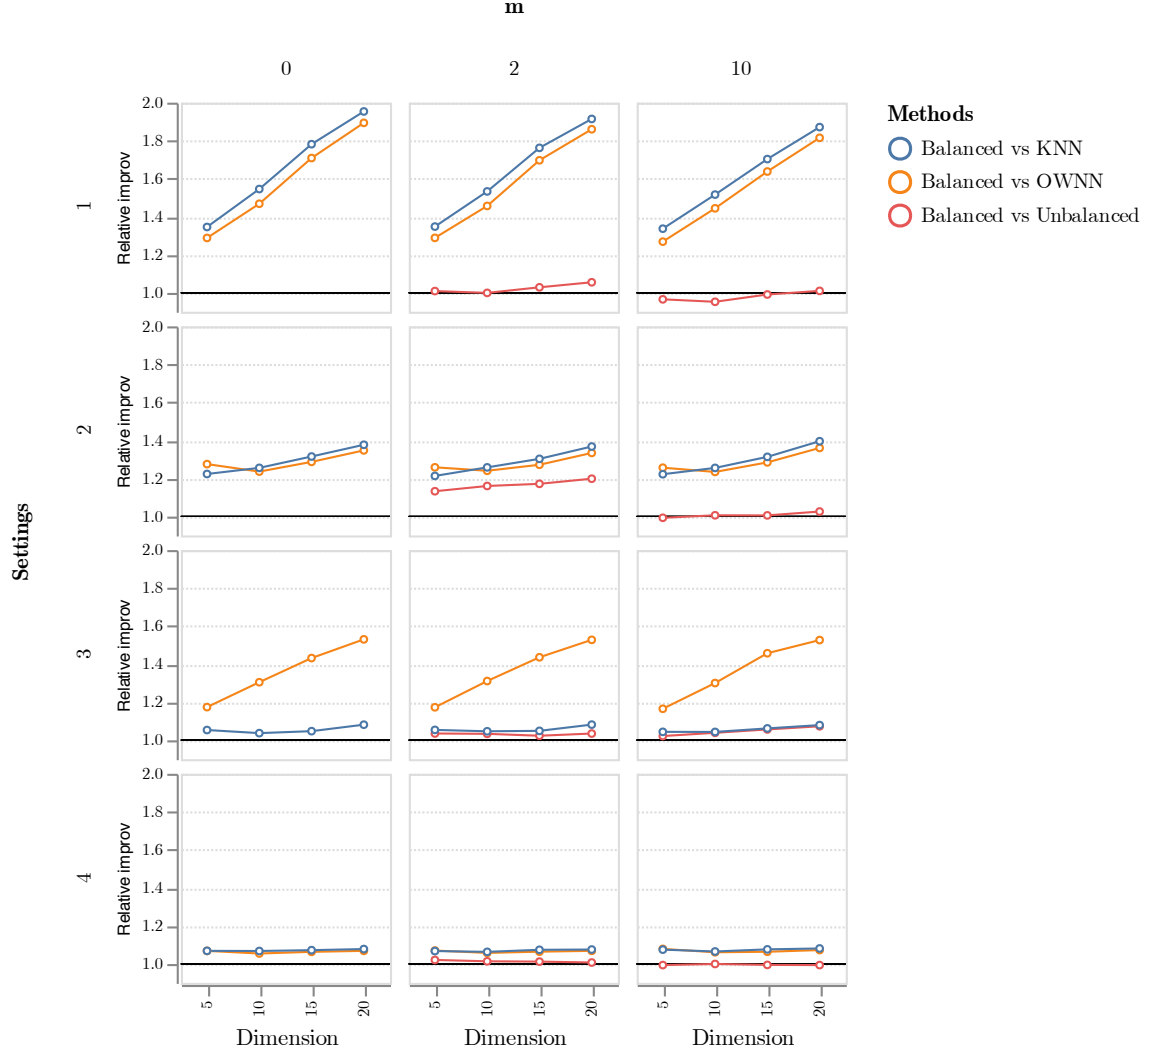 m
0 2 10
Methods
Balanced vs KNN
Balanced vs OWNN
Balanced vs Unbalanced
Settings
1
Relative improv
2.0
1.8
1.6
1.4
1.2
1.0
2
Relative improv
2.0
1.8
1.6
1.4
1.2
1.0
3
Relative improv
2.0
1.8
1.6
1.4
1.2
1.0
4
Relative improv
2.0
1.8
1.6
1.4
1.2
1.0
5 10 15 20 5 10 15 20 5 10 15 20
Dimension Dimension Dimension